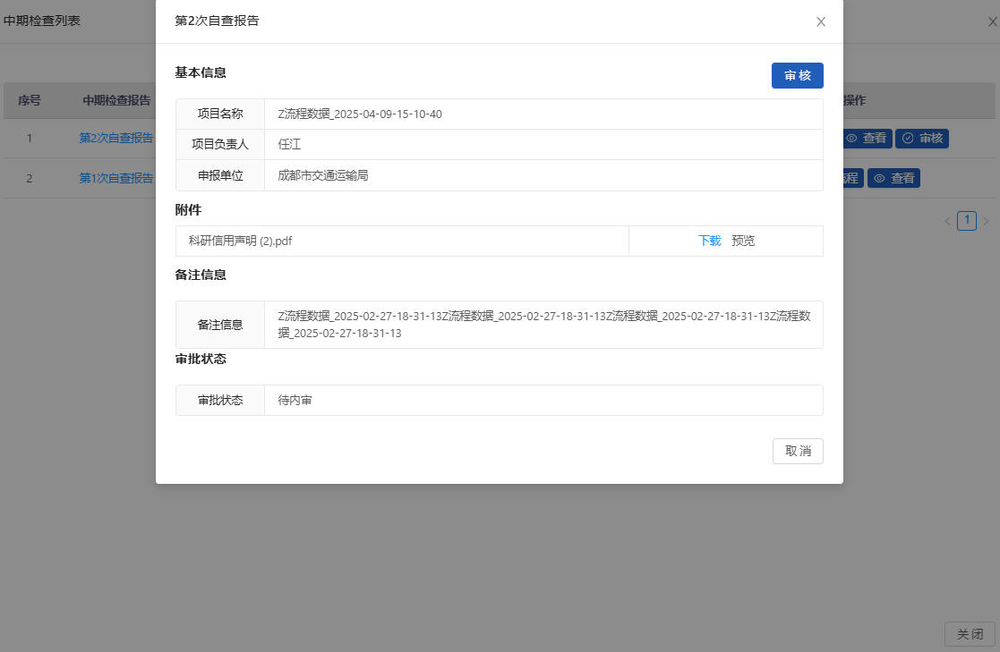 中期检查列表
第2次自查报告
基本信息
审 核
序号
中期检查报告
操作
项目名称
Z流程数据_2025-04-09-15-10-40
1
第2次自查报告
项目负责人
任江
查看
审核
2
第1次自查报告
申报单位
成都市交通运输局
程
查看
附件
科研信用声明 (2).pdf
下载 预览
1
备注信息
备注信息
Z流程数据_2025-02-27-18-31-13Z流程数据_2025-02-27-18-31-13Z流程数据_2025-02-27-18-31-13Z流程数
据_2025-02-27-18-31-13
审批状态
审批状态
待内审
取 消
关 闭